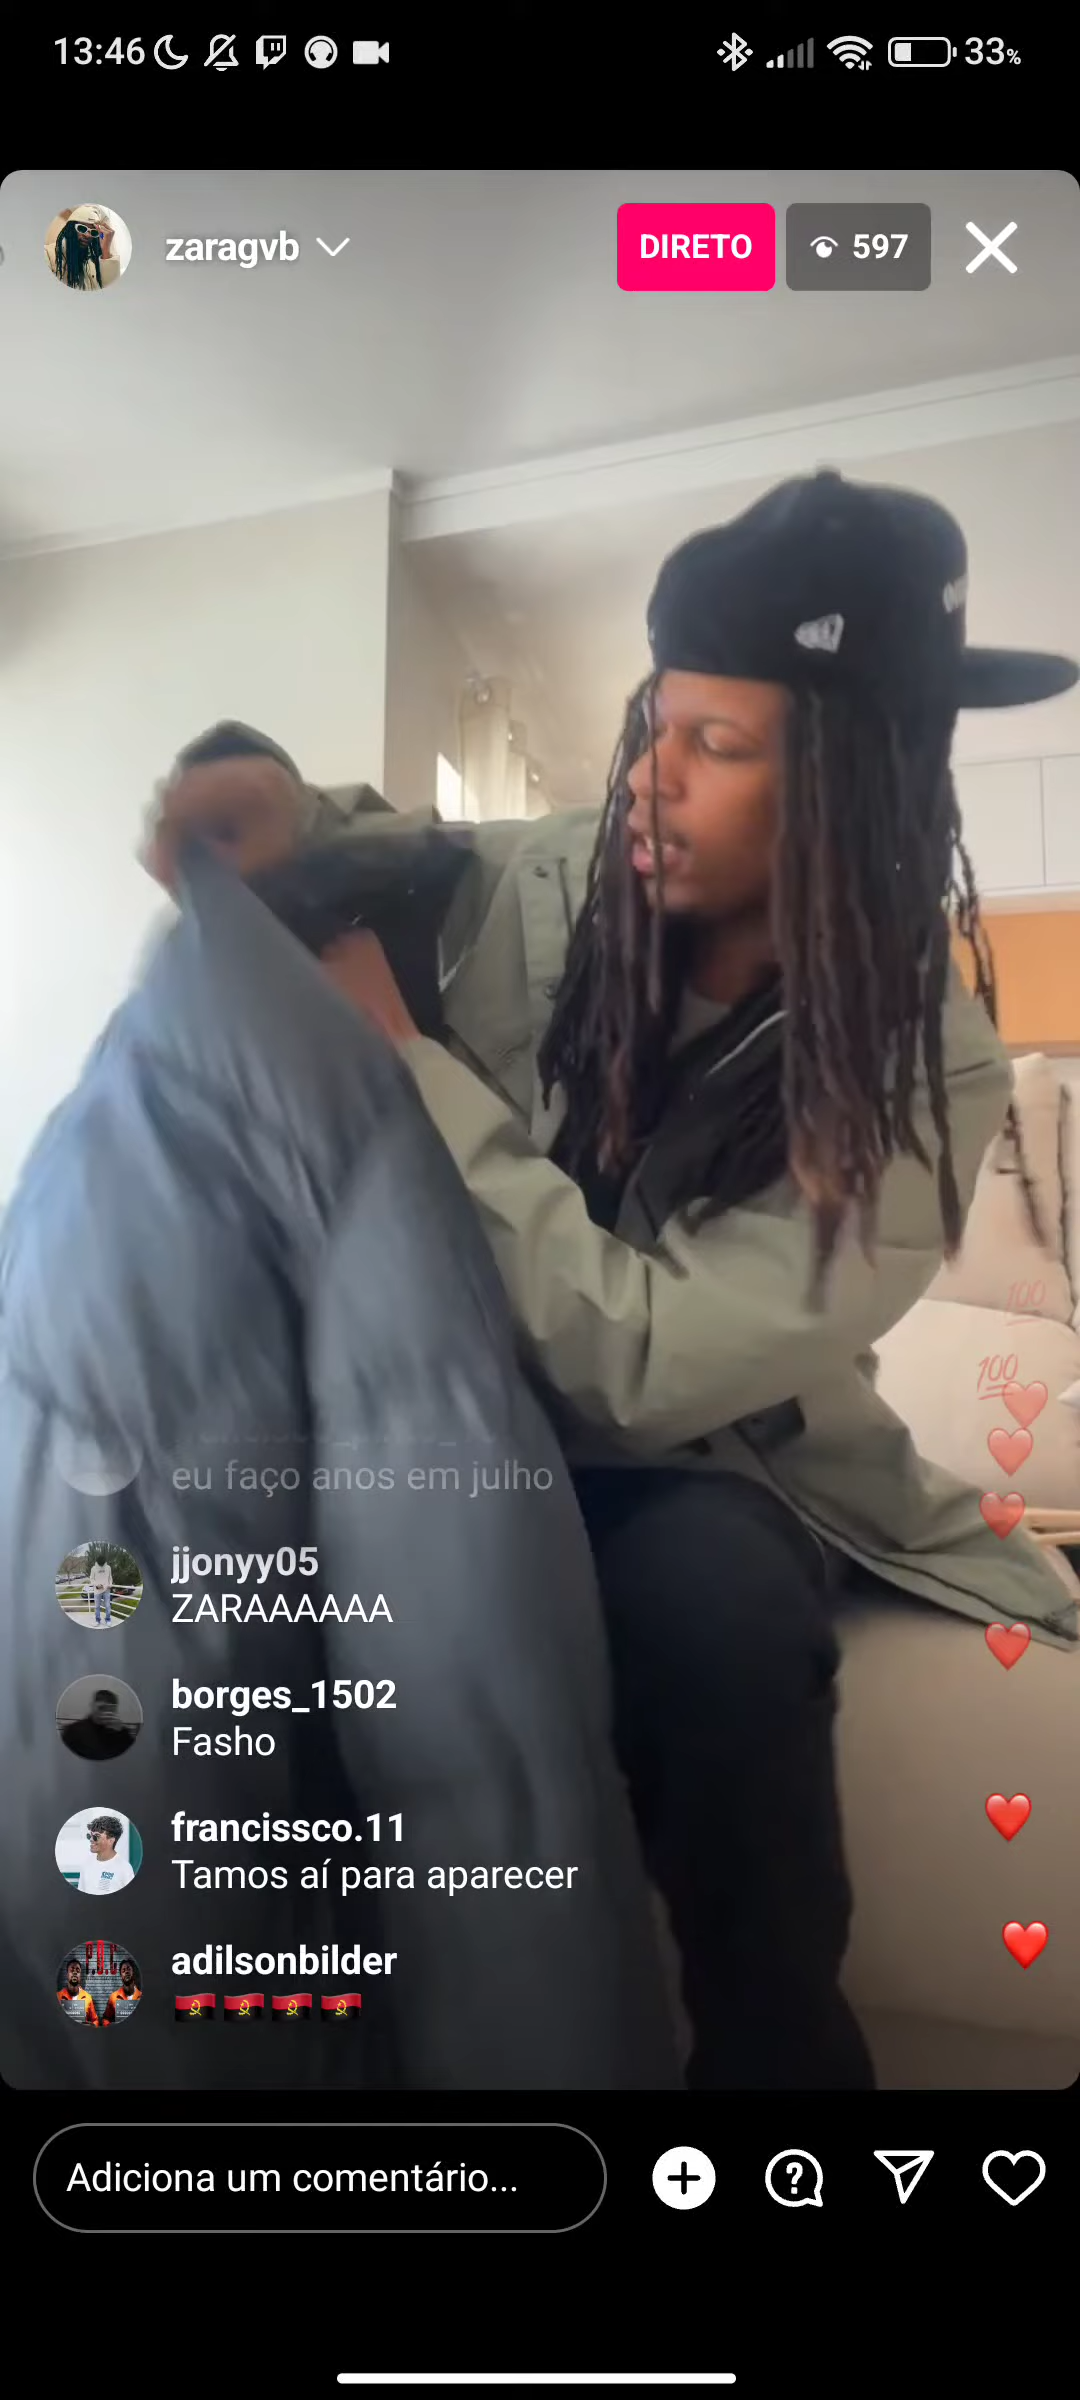 13:46
33%
zaragvb
DIRETO
597
eu faço anos em julho
jjonyy05
ZARAAAAAA
borges_1502
Fasho
francissco.11
Tamos aí para aparecer
adilsonbilder
🇦🇴🇦🇴🇦🇴🇦🇴
Adiciona um comentário...